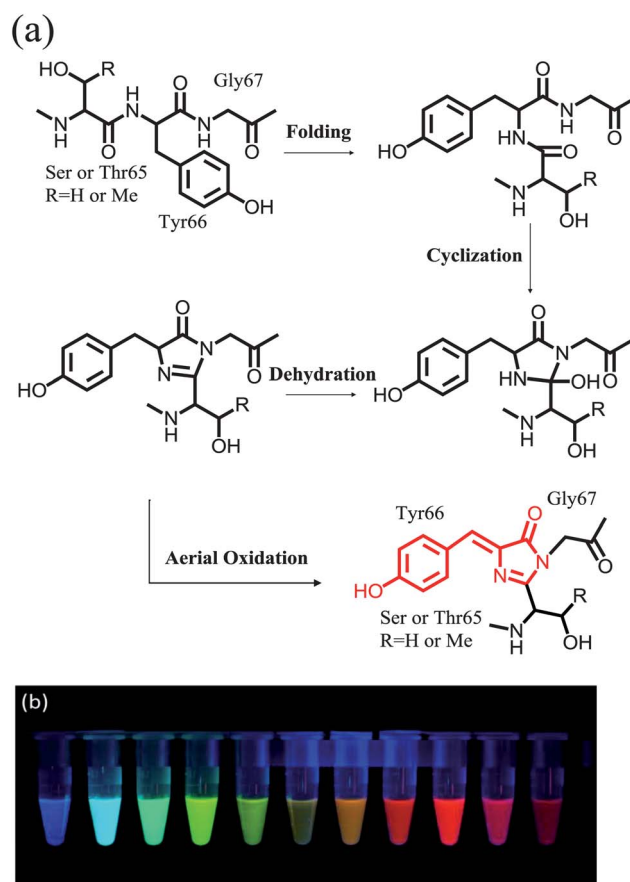 (a)
HO
R
Gly67
O
H
N
N
H
O
N
H
O
Folding
Ser or Thr65
R=H or Me
OH
Tyr66
O
N
H
O
HO
HN
O
N
H
R
OH
Cyclization
O
N
O
N
HO
N
H
R
OH
Dehydration
O
N
O
HN
OH
HO
N
H
R
OH
Aerial Oxidation
Tyr66
Gly67
O
N
O
N
HO
Ser or Thr65
R=H or Me
N
H
R
OH
(b)